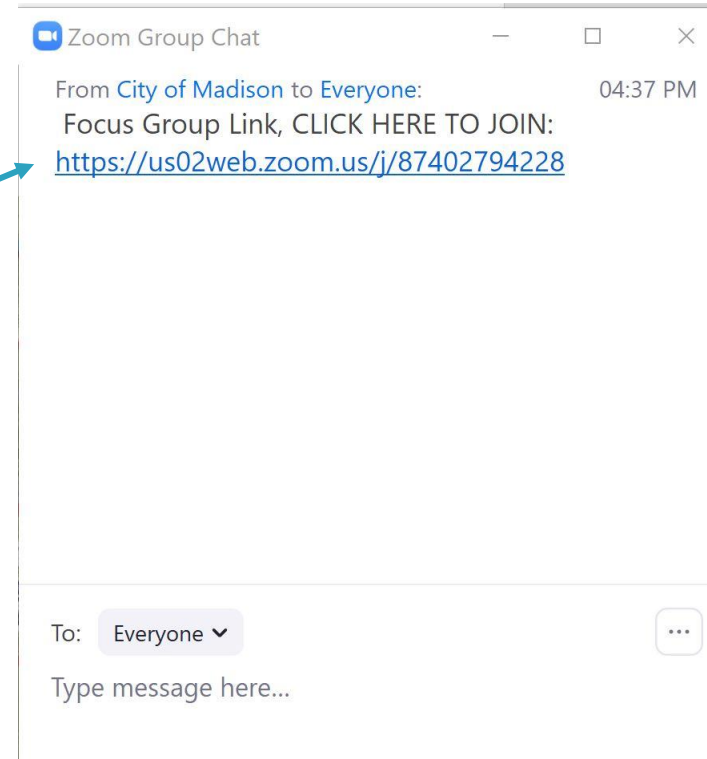 Zoom Group Chat
From City of Madison to Everyone: 04:37 PM
Focus Group Link, CLICK HERE TO JOIN:
https://us02web.zoom.us/j/87402794228
To: Everyone
Type message here...